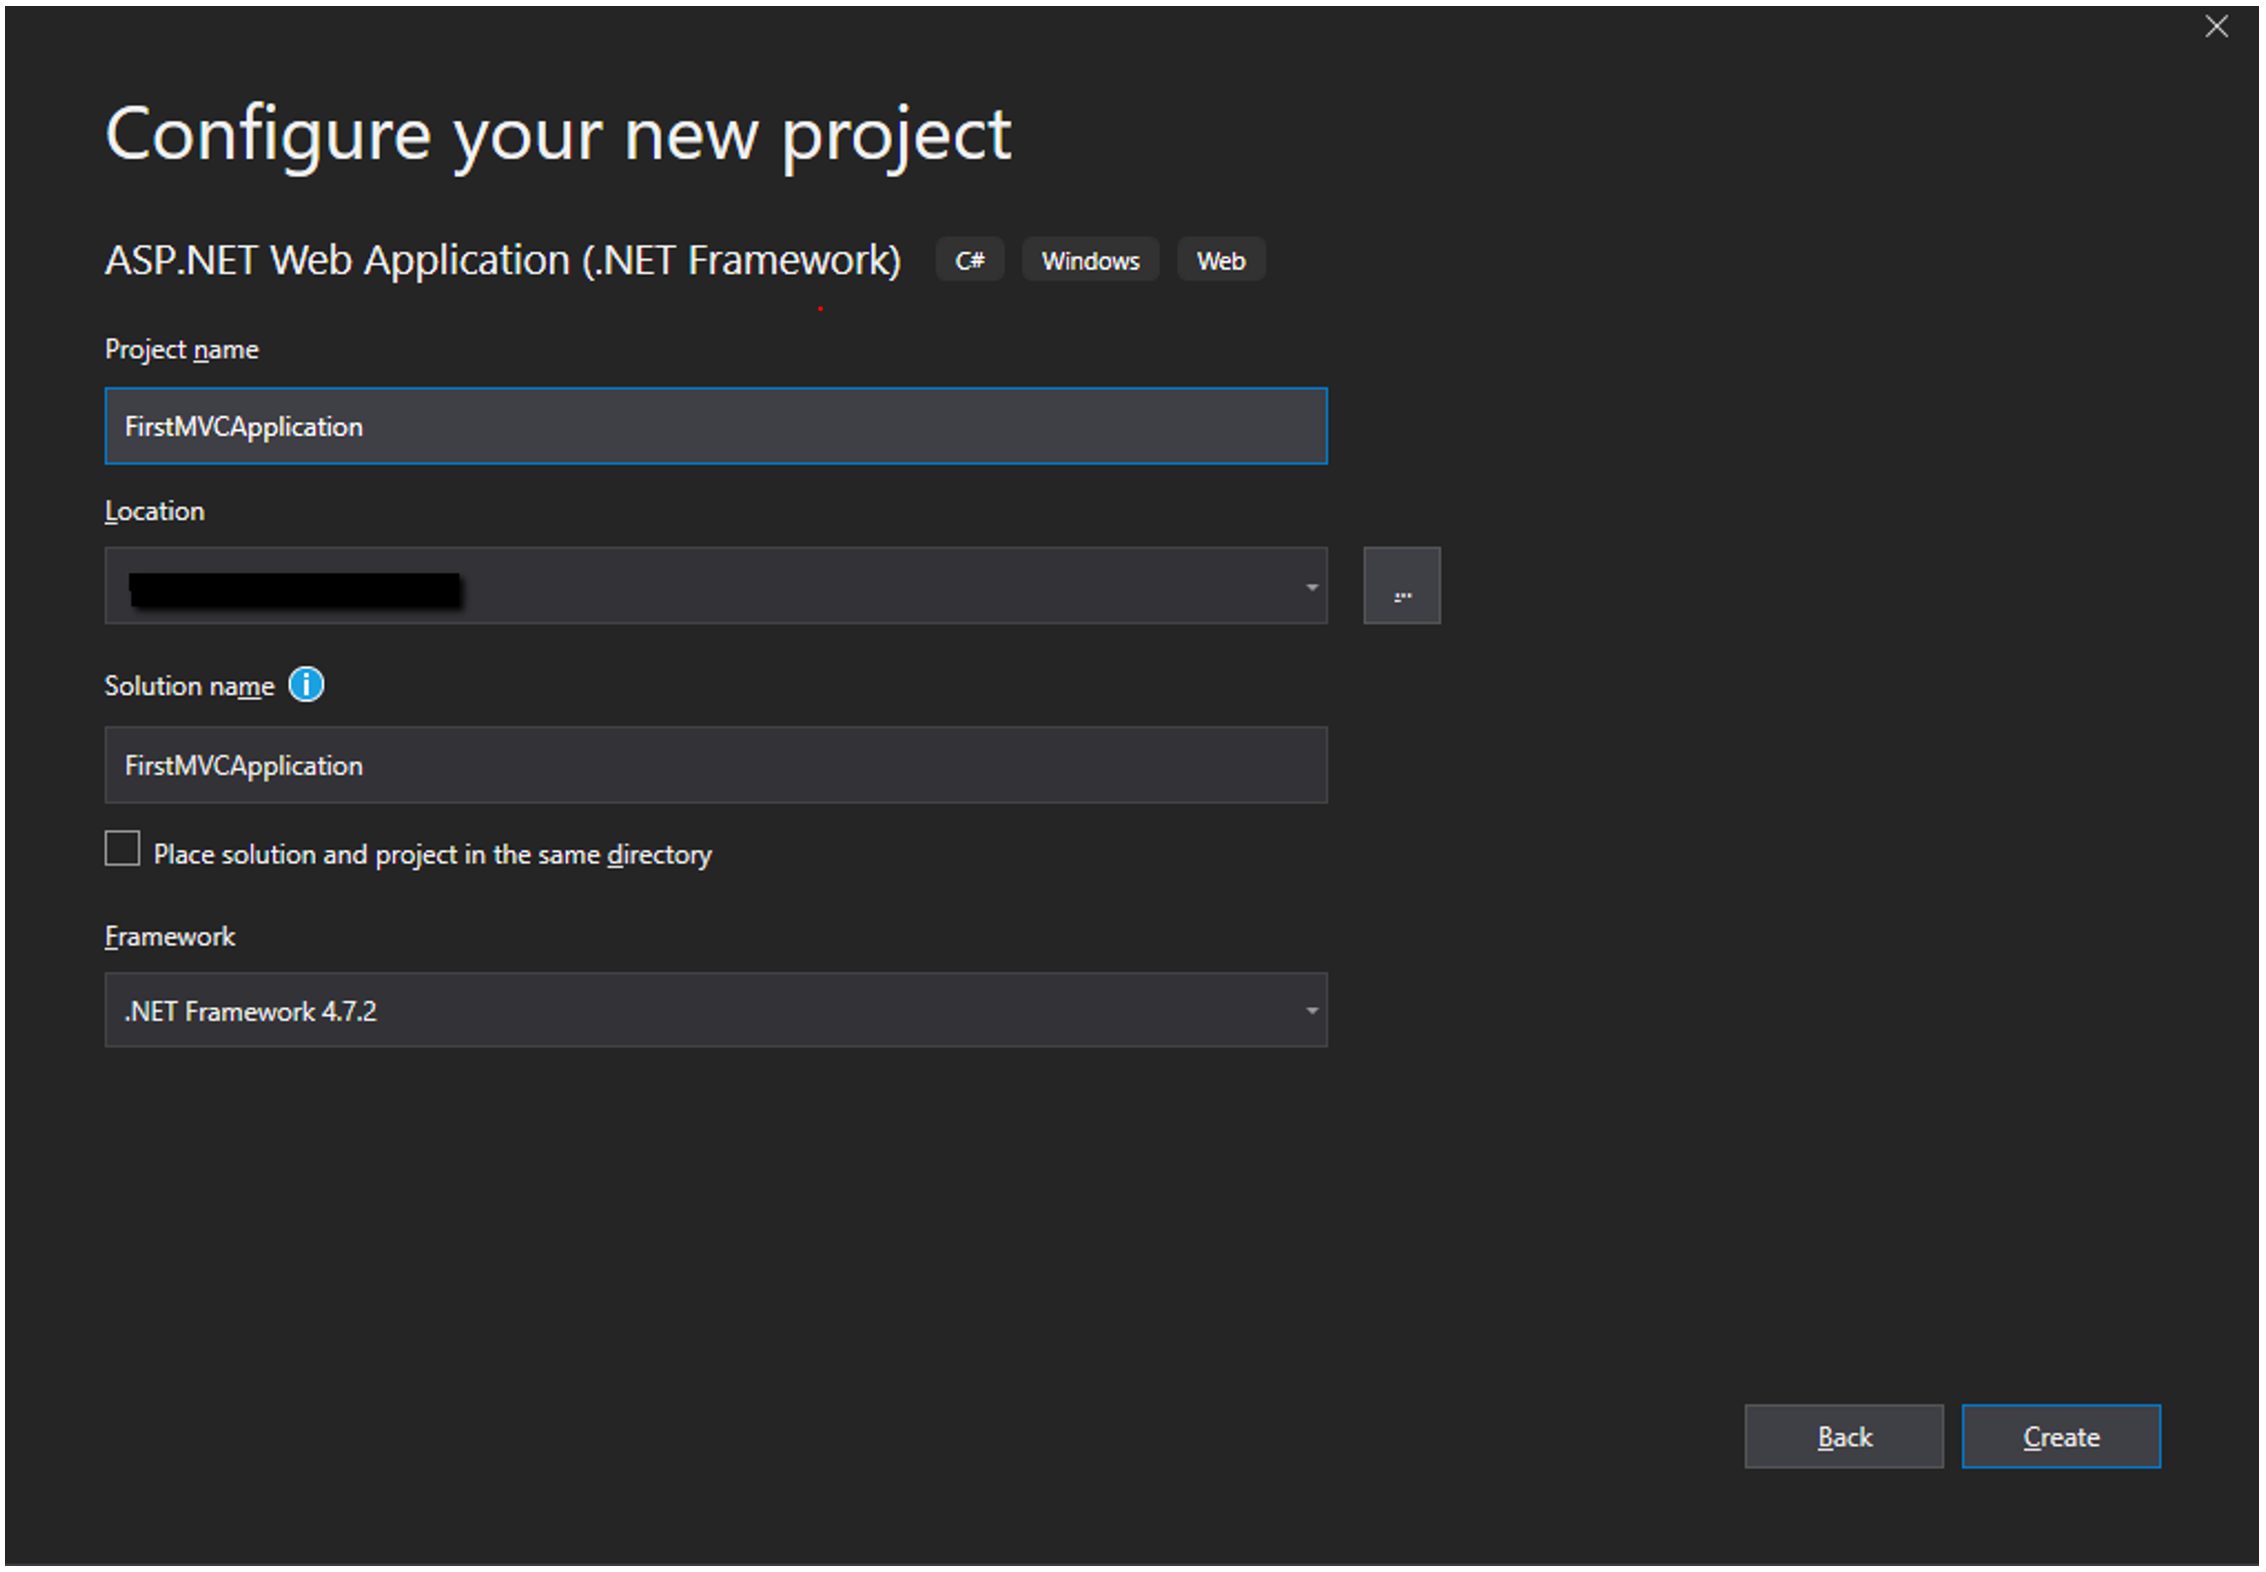 Configure your new project
ASP.NET Web Application (.NET Framework) C# Windows Web
Project name
FirstMVCApplication
Location
...
Solution name i
FirstMVCApplication
Place solution and project in the same directory
Framework
.NET Framework 4.7.2
Back Create